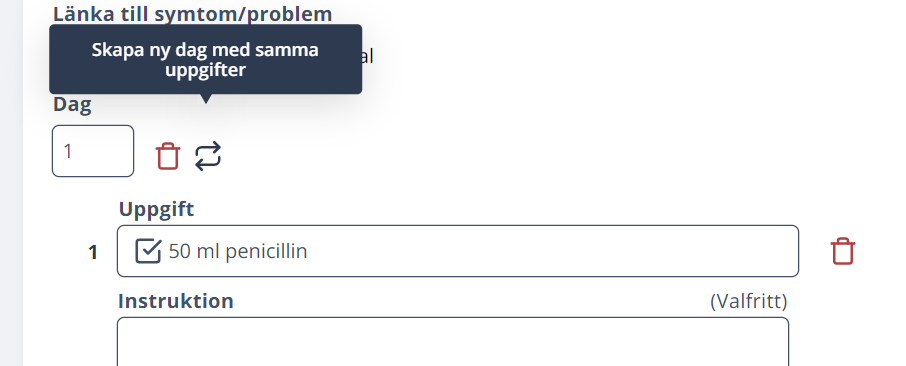 Länka till symtom/problem
Skapa ny dag med samma
uppgifter
al
Dag
1
Uppgift
1
50 ml penicillin
Instruktion
(Valfritt)